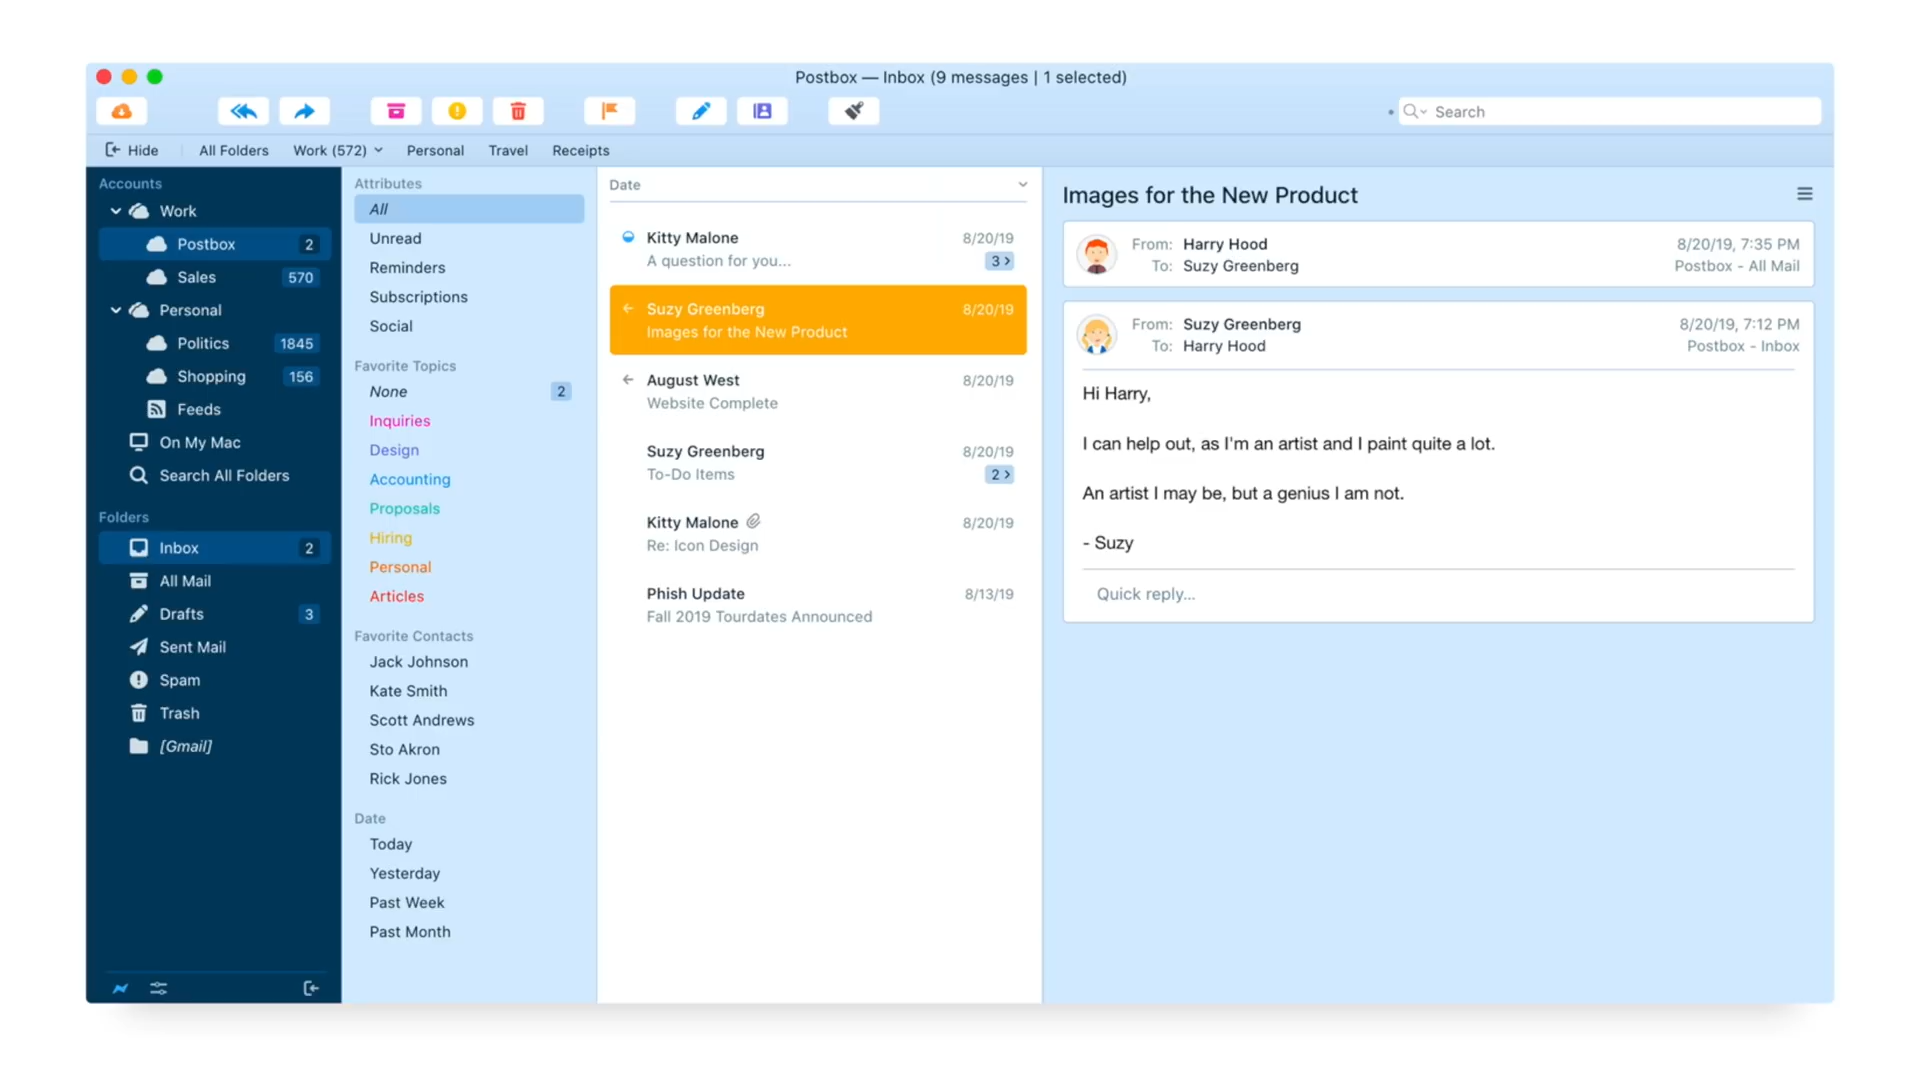 Postbox — Inbox (9 messages | 1 selected)
Search
Hide
All Folders
Work (572)
Personal
Travel
Receipts
Accounts
Work
Postbox 2
Sales 570
Personal
Politics 1845
Shopping 156
Feeds
On My Mac
Search All Folders
Folders
Inbox 2
All Mail
Drafts 3
Sent Mail
Spam
Trash
[Gmail]
Attributes
All
Unread
Reminders
Subscriptions
Social
Favorite Topics
None 2
Inquiries
Design
Accounting
Proposals
Hiring
Personal
Articles
Favorite Contacts
Jack Johnson
Kate Smith
Scott Andrews
Sto Akron
Rick Jones
Date
Today
Yesterday
Past Week
Past Month
Date
Kitty Malone 8/20/19
A question for you... 3 >
Suzy Greenberg 8/20/19
Images for the New Product
August West 8/20/19
Website Complete
Suzy Greenberg 8/20/19
To-Do Items 2 >
Kitty Malone 8/20/19
Re: Icon Design
Phish Update 8/13/19
Fall 2019 Tourdates Announced
Images for the New Product
From: Harry Hood 8/20/19, 7:35 PM
To: Suzy Greenberg Postbox - All Mail
From: Suzy Greenberg 8/20/19, 7:12 PM
To: Harry Hood Postbox - Inbox
Hi Harry,
I can help out, as I'm an artist and I paint quite a lot.
An artist I may be, but a genius I am not.
- Suzy
Quick reply...